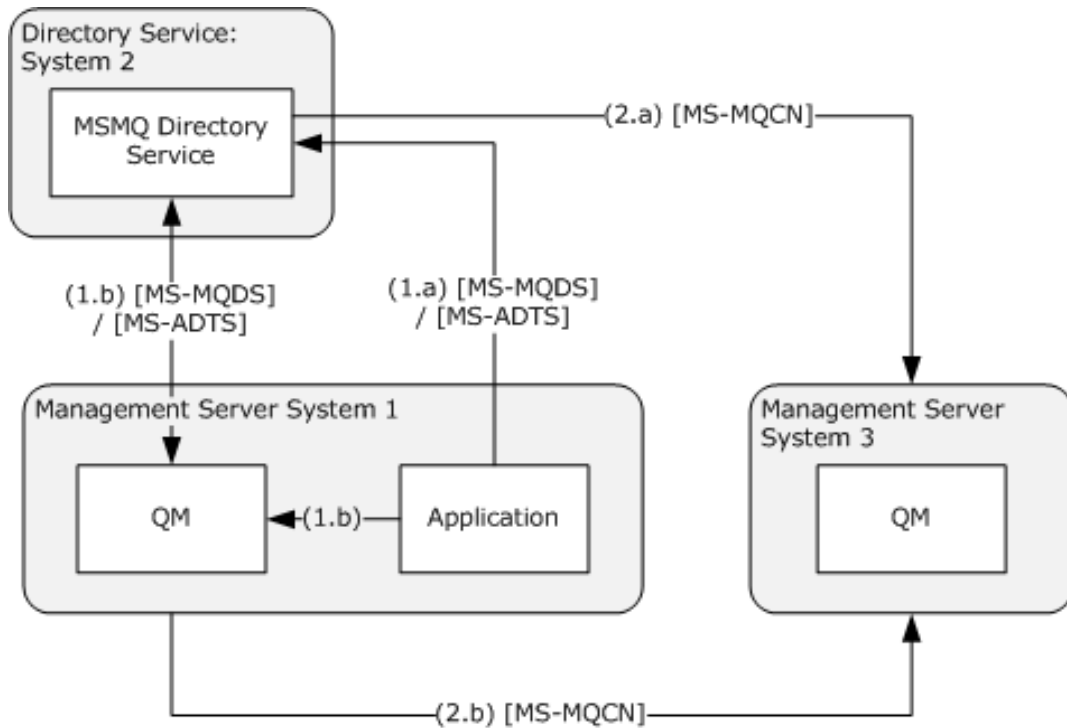 Directory Service:
System 2
MSMQ Directory
Service
(2.a) [MS-MQCN]
(1.b) [MS-MQDS]
/ [MS-ADTS]
(1.a) [MS-MQDS]
/ [MS-ADTS]
Management Server System 1
QM
(1.b)
Application
Management Server
System 3
QM
(2.b) [MS-MQCN]